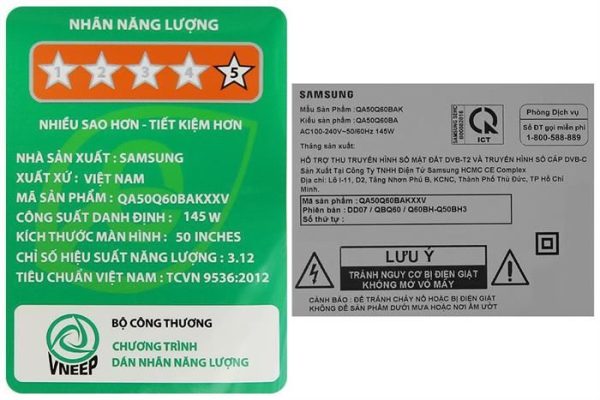 NHÃN NĂNG LƯỢNG
1 2 3 4 5
NHIỀU SAO HƠN - TIẾT KIỆM HƠN
NHÀ SẢN XUẤT : SAMSUNG
XUẤT XỨ : VIỆT NAM
MÃ SẢN PHẨM : QA50Q60BAKXXV
CÔNG SUẤT DANH ĐỊNH : 145 W
KÍCH THƯỚC MÀN HÌNH : 50 INCHES
CHỈ SỐ HIỆU SUẤT NĂNG LƯỢNG : 3.12
TIÊU CHUẨN VIỆT NAM : TCVN 9536:2012
VNEEP
BỘ CÔNG THƯƠNG
CHƯƠNG TRÌNH
DÁN NHÃN NĂNG LƯỢNG
SAMSUNG
Mẫu Sản Phẩm : QA50Q60BAK
Kiểu sản phẩm : QA50Q60BA
AC100-240V~50/60Hz 145W
Tháng sản xuất:
ICT
Phòng Dịch vụ
Số ĐT gọi miễn phí
1-800-588-889
HỖ TRỢ THU TRUYỀN HÌNH SỐ MẶT ĐẤT DVB-T2 VÀ TRUYỀN HÌNH SỐ CÁP DVB-C
Sản Xuất Tại Công Ty TNHH Điện Tử Samsung HCMC CE Complex
Địa chỉ: Lô I-11, D2, Tăng Nhơn Phú B, KCNC, Thành Phố Thủ Đức, TP Hồ Chí
Minh.
Mã sản phẩm : QA50Q60BAKXXV
Phiên bản : DD07 / QBQ60 / Q60BH-Q50BH3
Số thứ tự :
LƯU Ý
TRÁNH NGUY CƠ BỊ ĐIỆN GIẬT
KHÔNG MỞ VỎ MÁY
CẢNH BÁO : ĐỂ TRÁNH CHÁY NỔ HOẶC BỊ ĐIỆN GIẬT
KHÔNG ĐỂ SẢN PHẨM DƯỚI MƯA HOẶC NƠI ẨM ƯỚT